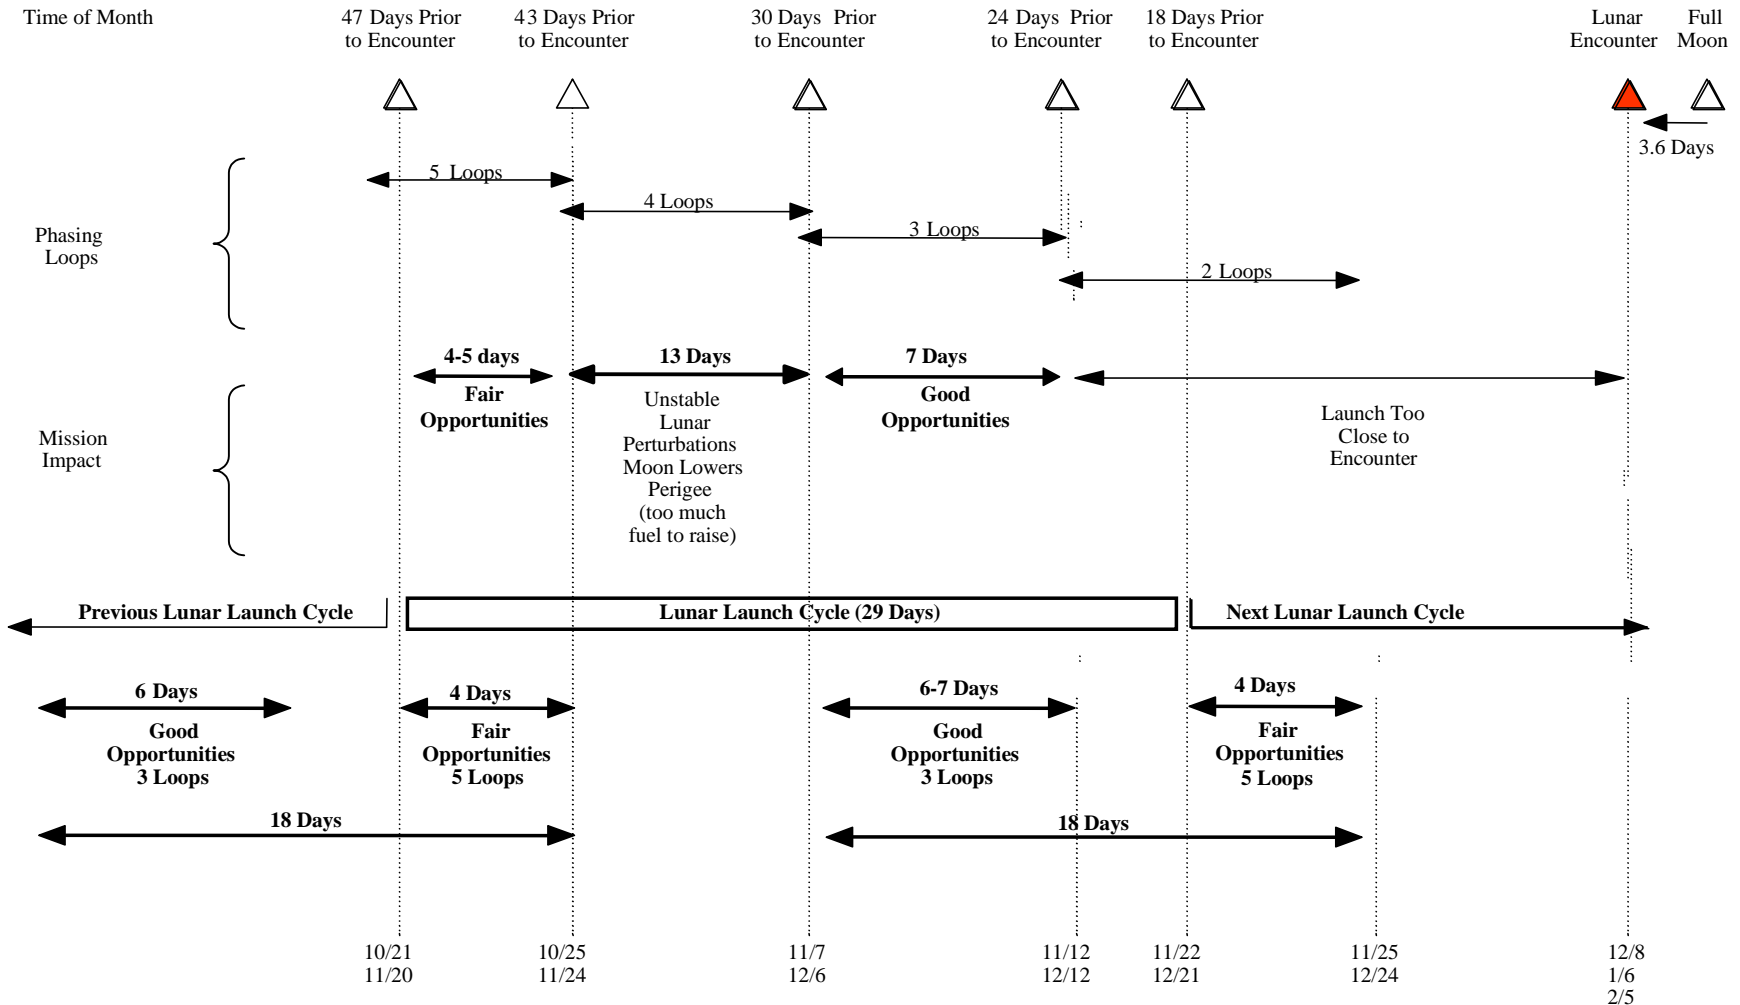 Time of Month
47 Days Prior
to Encounter
43 Days Prior
to Encounter
30 Days Prior
to Encounter
24 Days Prior
to Encounter
18 Days Prior
to Encounter
Lunar
Encounter
Full
Moon
3.6 Days
Phasing
Loops
5 Loops
4 Loops
3 Loops
2 Loops
Mission
Impact
4-5 days
Fair
Opportunities
13 Days
Unstable
Lunar
Perturbations
Moon Lowers
Perigee
(too much
fuel to raise)
7 Days
Good
Opportunities
Launch Too
Close to
Encounter
Previous Lunar Launch Cycle
Lunar Launch Cycle (29 Days)
Next Lunar Launch Cycle
6 Days
Good
Opportunities
3 Loops
4 Days
Fair
Opportunities
5 Loops
6-7 Days
Good
Opportunities
3 Loops
4 Days
Fair
Opportunities
5 Loops
18 Days
18 Days
10/21
11/20
10/25
11/24
11/7
12/6
11/12
12/12
11/22
12/21
11/25
12/24
12/8
1/6
2/5